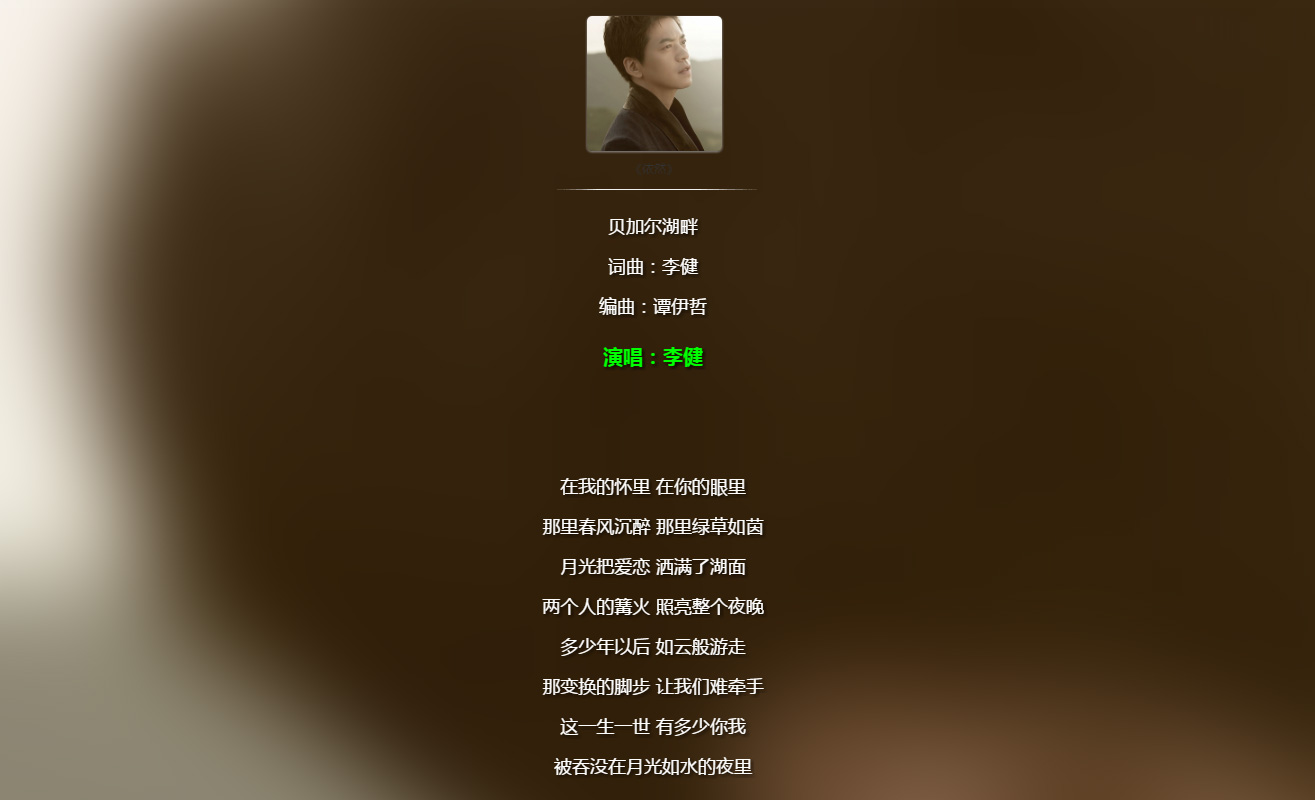 贝加尔湖畔
词曲：李健
编曲：谭伊哲
演唱：李健
在我的怀里 在你的眼里
那里春风沉醉 那里绿草如茵
月光把爱恋 洒满了湖面
两个人的篝火 照亮整个夜晚
多少年以后 如云般游走
那变换的脚步 让我们难牵手
这一生一世 有多少你我
被吞没在月光如水的夜里